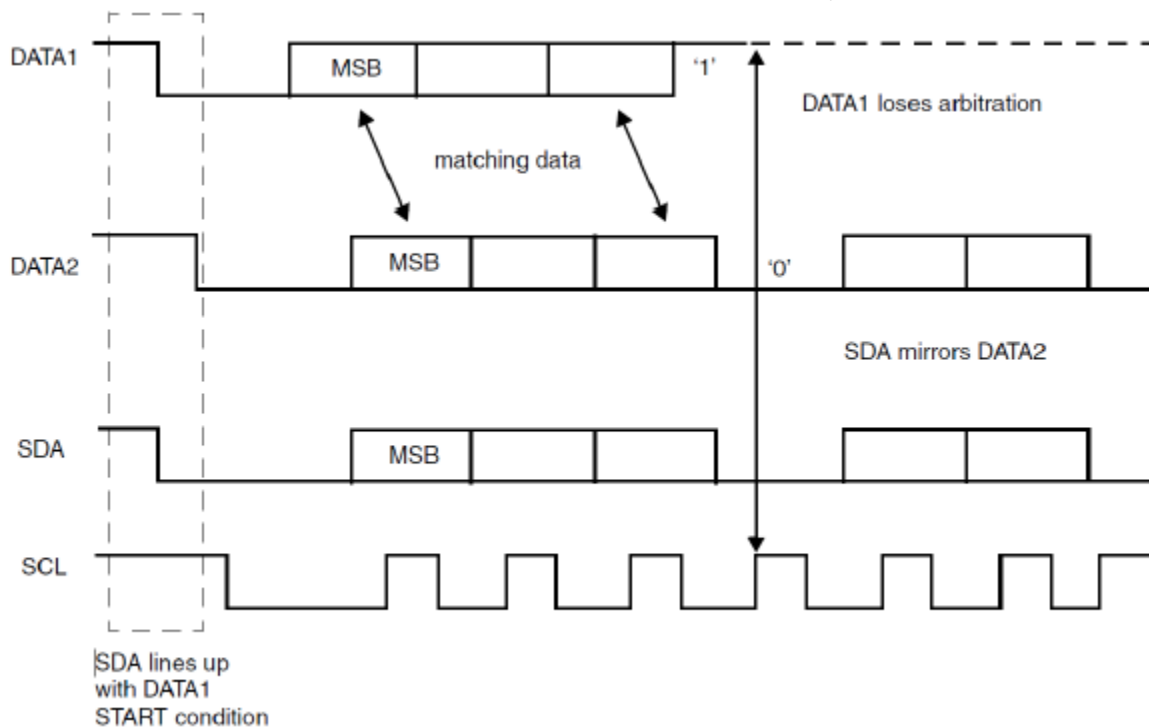 DATA1
MSB
'1'
DATA1 loses arbitration
matching data
DATA2
MSB
'0'
SDA mirrors DATA2
SDA
MSB
SCL
SDA lines up
with DATA1
START condition